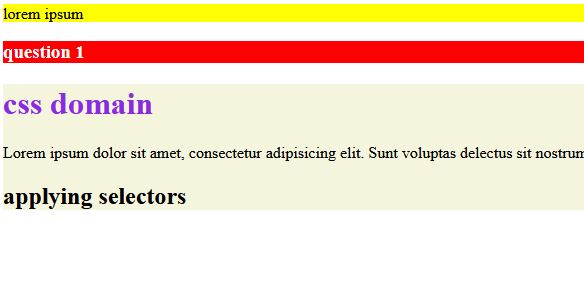 lorem ipsum
question 1
css domain
Lorem ipsum dolor sit amet, consectetur adipisicing elit. Sunt voluptas delectus sit nostrum
applying selectors